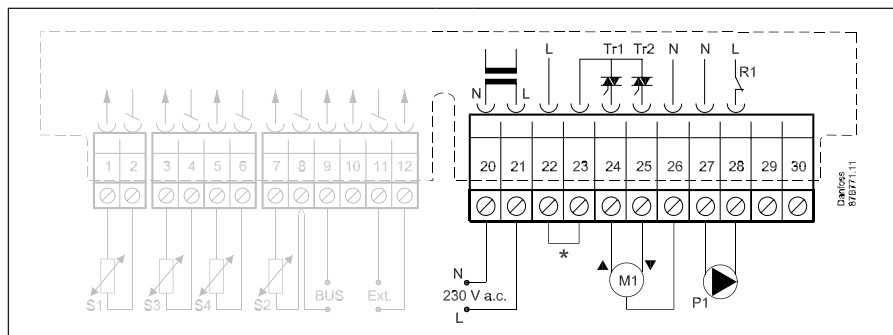 L Tr1 Tr2 N N L
R1
N L
1 2 3 4 5 6 7 8 9 10 11 12 20 21 22 23 24 25 26 27 28 29 30
Danfoss
87B771.11
*
N
230 V a.c.
L
M1
P1
S1 S3 S4 S2 BUS Ext.